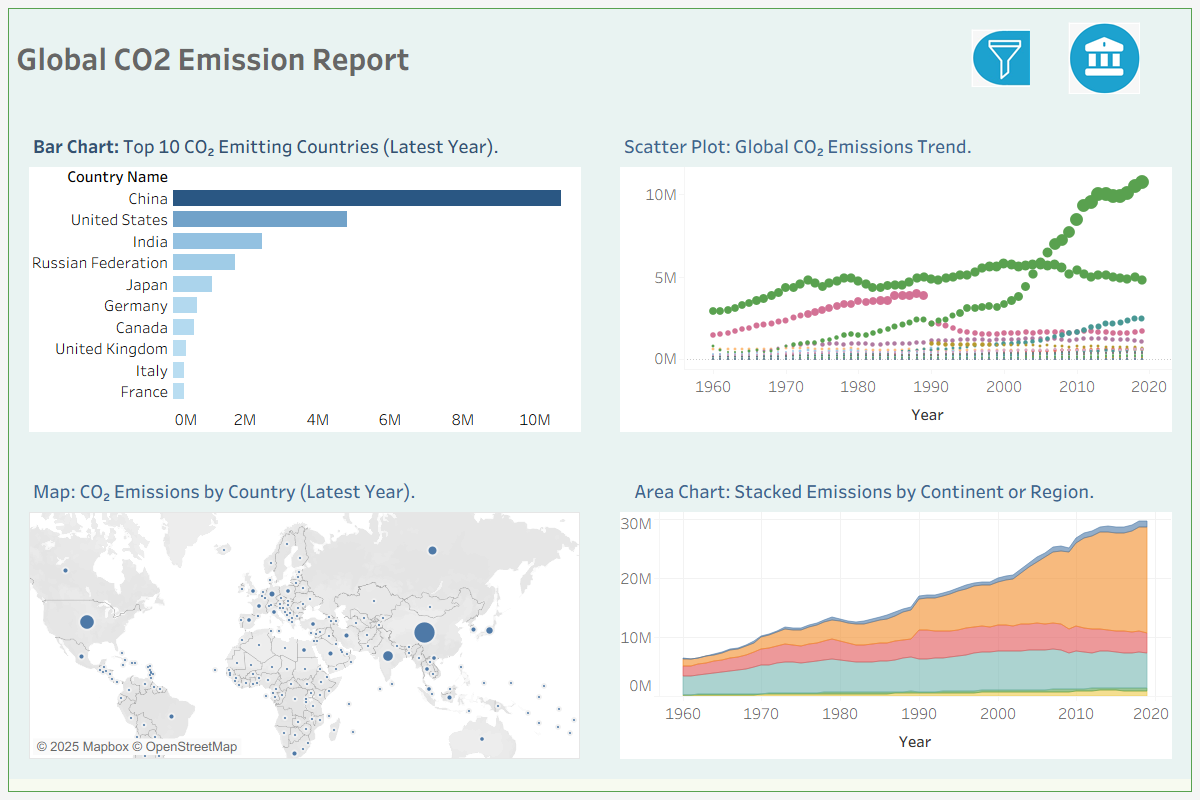 Global CO2 Emission Report
Bar Chart: Top 10 CO₂ Emitting Countries (Latest Year).
Country Name
China
United States
India
Russian Federation
Japan
Germany
Canada
United Kingdom
Italy
France
0M 2M 4M 6M 8M 10M
Scatter Plot: Global CO₂ Emissions Trend.
10M
5M
0M
1960 1970 1980 1990 2000 2010 2020
Year
Map: CO₂ Emissions by Country (Latest Year).
© 2025 Mapbox © OpenStreetMap
Area Chart: Stacked Emissions by Continent or Region.
30M
20M
10M
0M
1960 1970 1980 1990 2000 2010 2020
Year